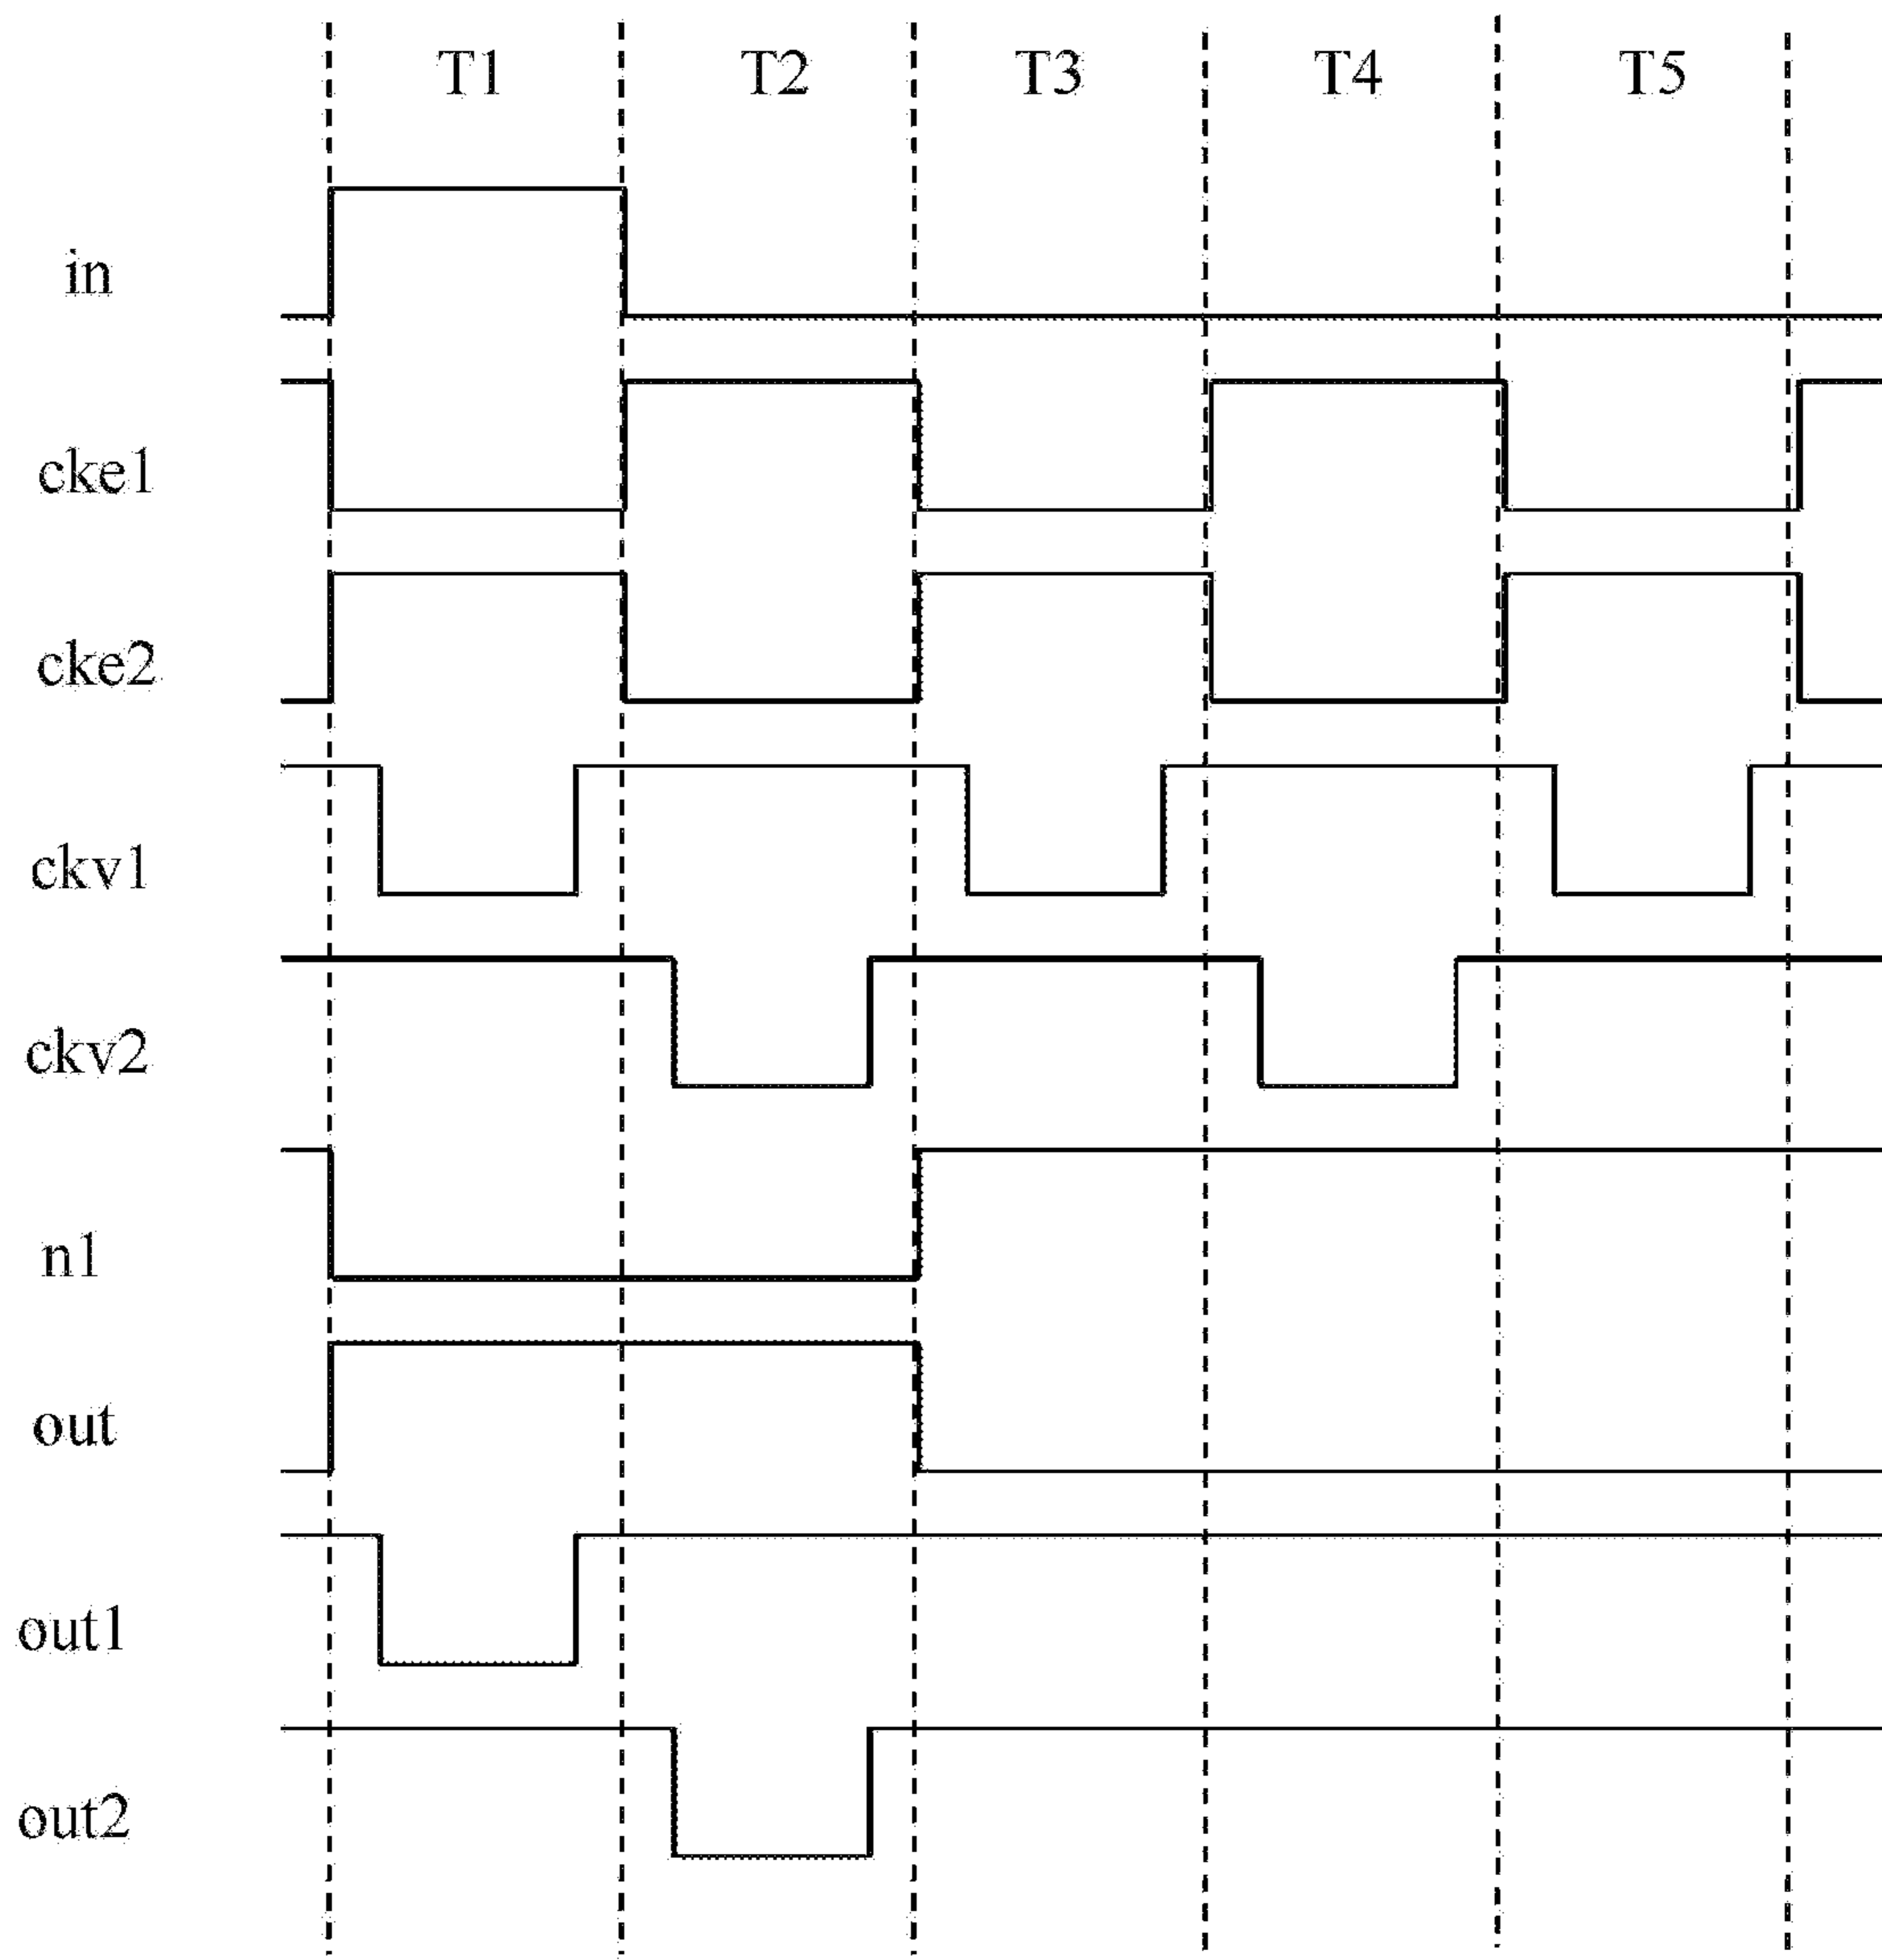 T1 T2 T3 T4 T5
in
cke1
cke2
ckv1
ckv2
n1
out
out1
out2